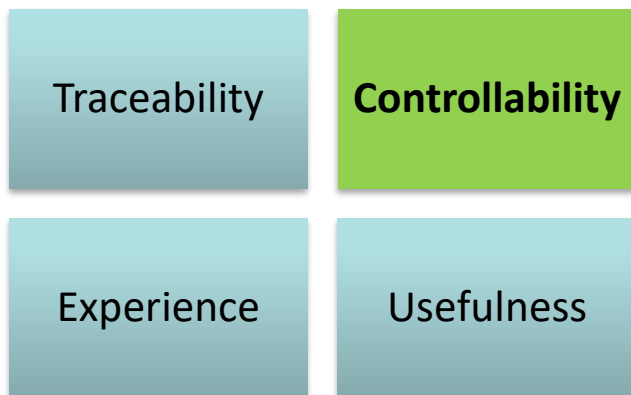 Traceability
Controllability
Experience
Usefulness